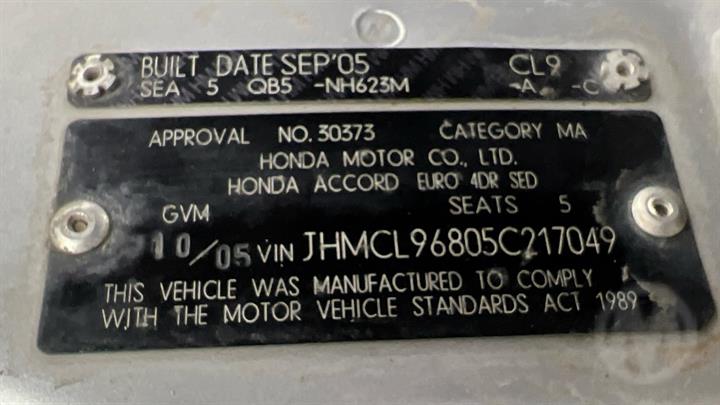 BUILT DATE SEP'05 CL9
SEA 5 QB5 -NH623M -A -C
APPROVAL NO. 30373 CATEGORY MA
HONDA MOTOR CO., LTD.
HONDA ACCORD EURO 4DR SED
GVM SEATS 5
10/05 VIN JHMCL96805C217049
THIS VEHICLE WAS MANUFACTURED TO COMPLY
WITH THE MOTOR VEHICLE STANDARDS ACT 1989